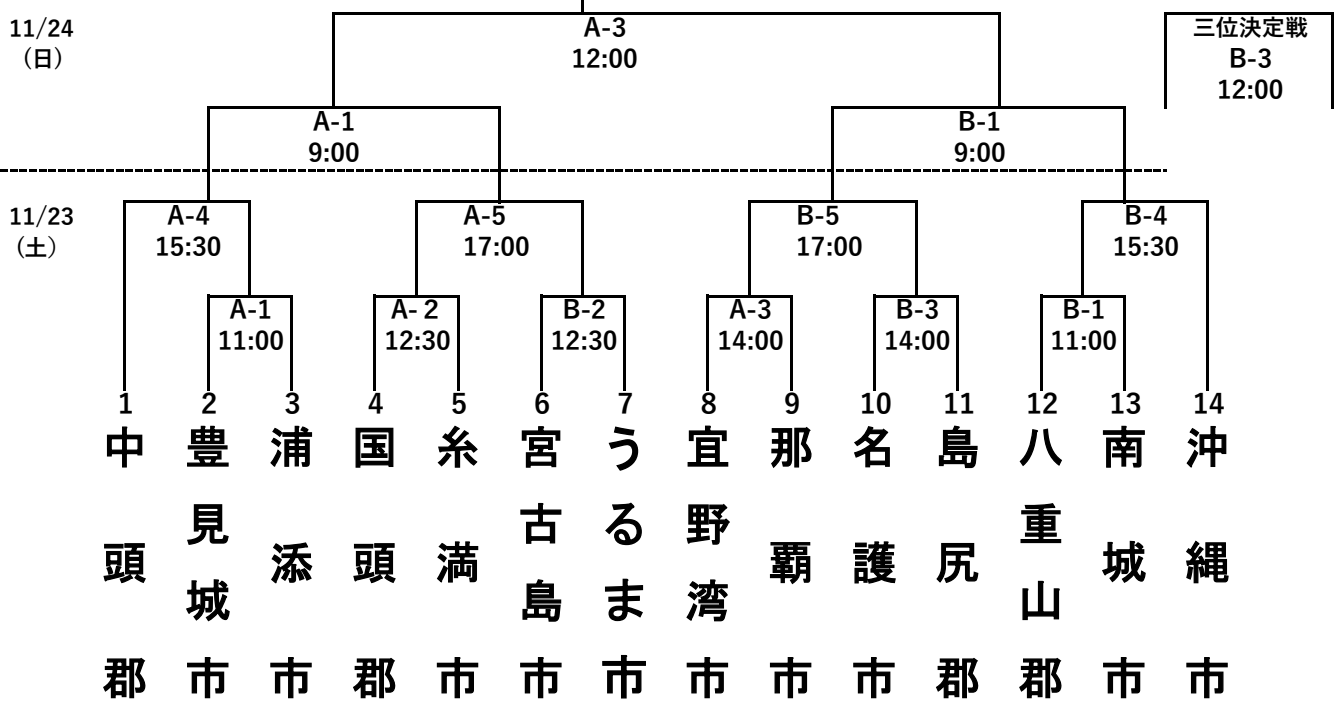 11/24
（日）
A-3
12:00
三位決定戦
B-3
12:00
A-1
9:00
B-1
9:00
11/23
（土）
A-4
15:30
A-5
17:00
B-5
17:00
B-4
15:30
A-1
11:00
A- 2
12:30
B-2
12:30
A-3
14:00
B-3
14:00
B-1
11:00
1
中頭郡
2
豊見城市
3
浦添市
4
国頭郡
5
糸満市
6
宮古島市
7
うるま市
8
宜野湾市
9
那覇市
10
名護市
11
島尻郡
12
八重山郡
13
南城市
14
沖縄市